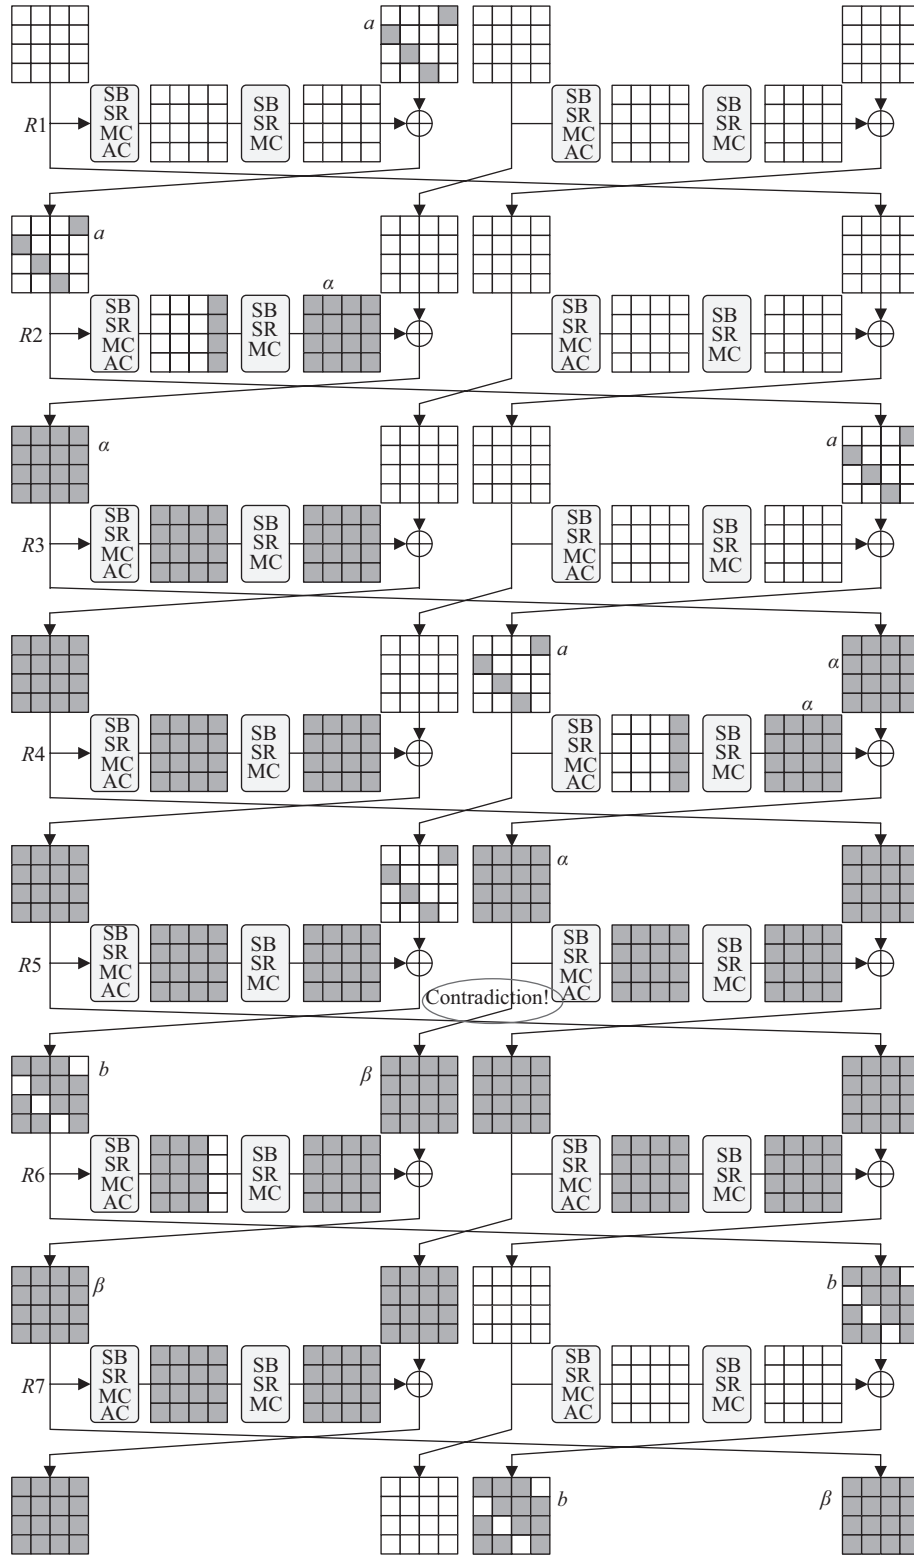 a
R1 SB SR MC AC SB SR MC SB SR MC AC SB SR MC
a
α
R2 SB SR MC AC SB SR MC SB SR MC AC SB SR MC
α a
R3 SB SR MC AC SB SR MC SB SR MC AC SB SR MC
a α
α
R4 SB SR MC AC SB SR MC SB SR MC AC SB SR MC
α
R5 SB SR MC AC SB SR MC SB SR MC AC SB SR MC
Contradiction!
b β
R6 SB SR MC AC SB SR MC SB SR MC AC SB SR MC
β b
R7 SB SR MC AC SB SR MC SB SR MC AC SB SR MC
b β